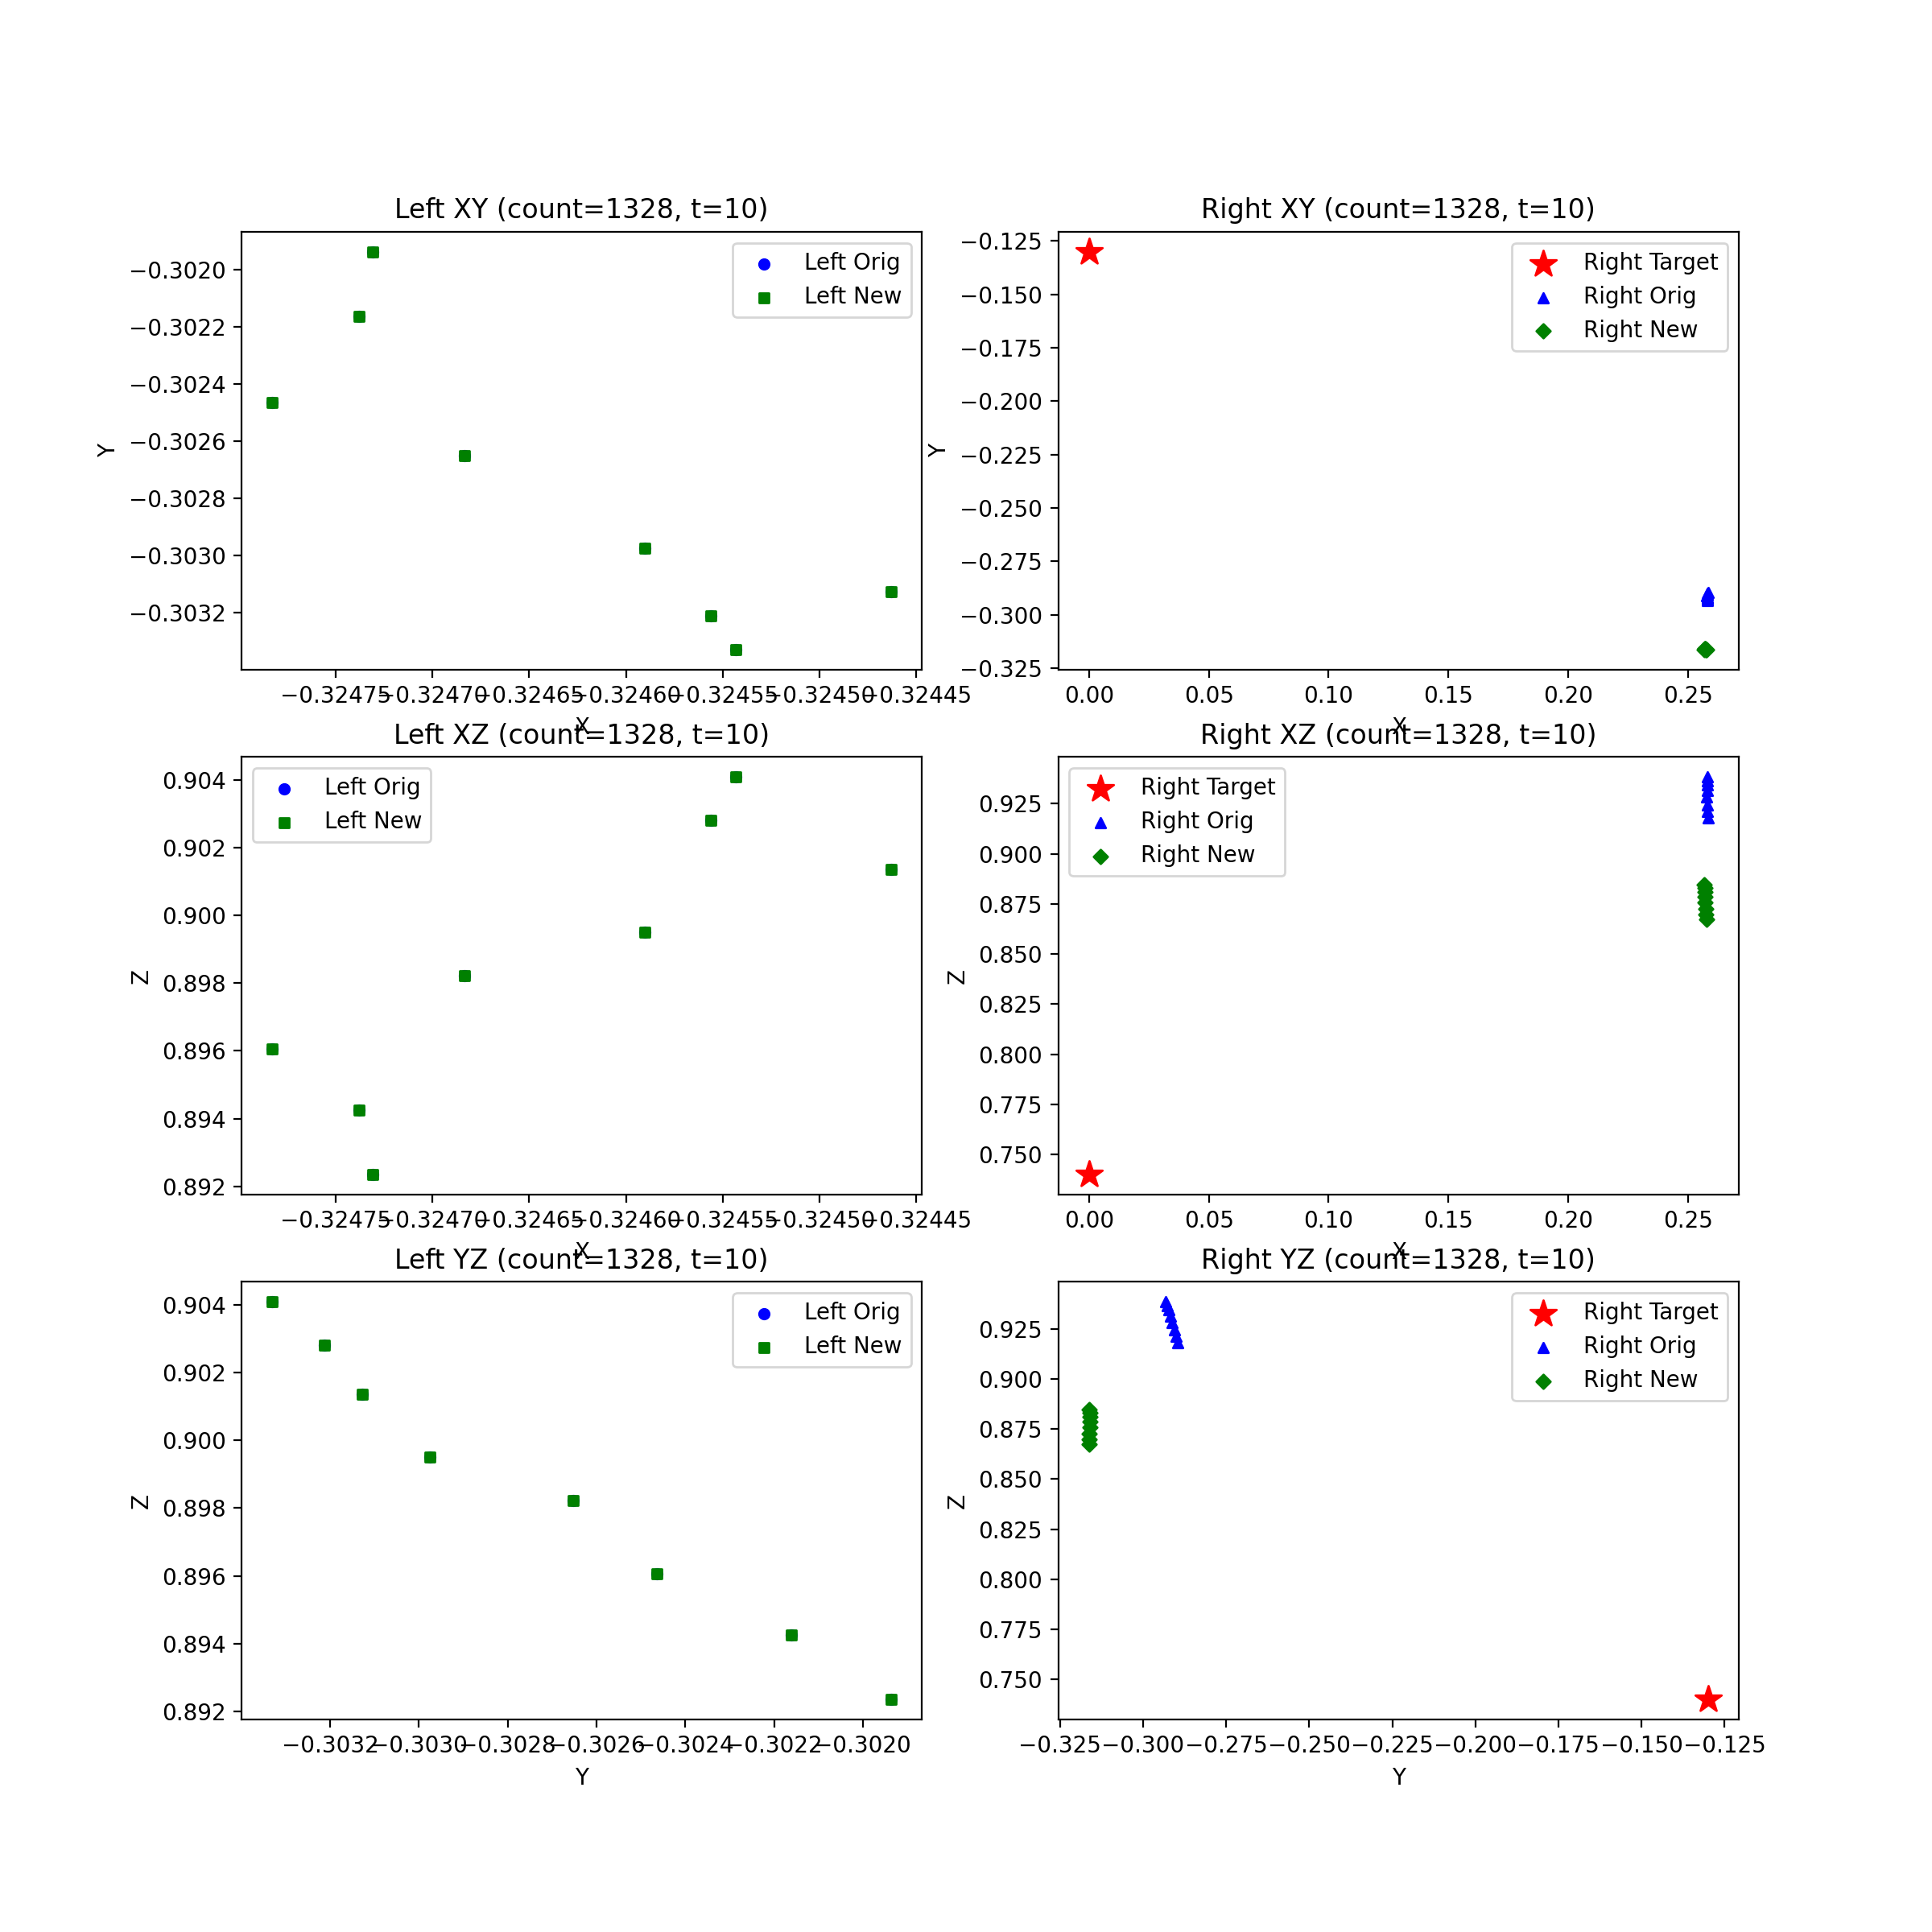 Left XY (count=1328, t=10)
Left Orig
Left New
Y
−0.3020
−0.3022
−0.3024
−0.3026
−0.3028
−0.3030
−0.3032
−0.32475 −0.32470 −0.32465 −0.32460 −0.32455 −0.32450 −0.32445
X
Right XY (count=1328, t=10)
Right Target
Right Orig
Right New
Y
−0.125
−0.150
−0.175
−0.200
−0.225
−0.250
−0.275
−0.300
−0.325
0.00 0.05 0.10 0.15 0.20 0.25
X
Left XZ (count=1328, t=10)
Left Orig
Left New
Z
0.904
0.902
0.900
0.898
0.896
0.894
0.892
−0.32475 −0.32470 −0.32465 −0.32460 −0.32455 −0.32450 −0.32445
X
Right XZ (count=1328, t=10)
Right Target
Right Orig
Right New
Z
0.925
0.900
0.875
0.850
0.825
0.800
0.775
0.750
0.00 0.05 0.10 0.15 0.20 0.25
X
Left YZ (count=1328, t=10)
Left Orig
Left New
Z
0.904
0.902
0.900
0.898
0.896
0.894
0.892
−0.3032 −0.3030 −0.3028 −0.3026 −0.3024 −0.3022 −0.3020
Y
Right YZ (count=1328, t=10)
Right Target
Right Orig
Right New
Z
0.925
0.900
0.875
0.850
0.825
0.800
0.775
0.750
−0.325 −0.300 −0.275 −0.250 −0.225 −0.200 −0.175 −0.150 −0.125
Y